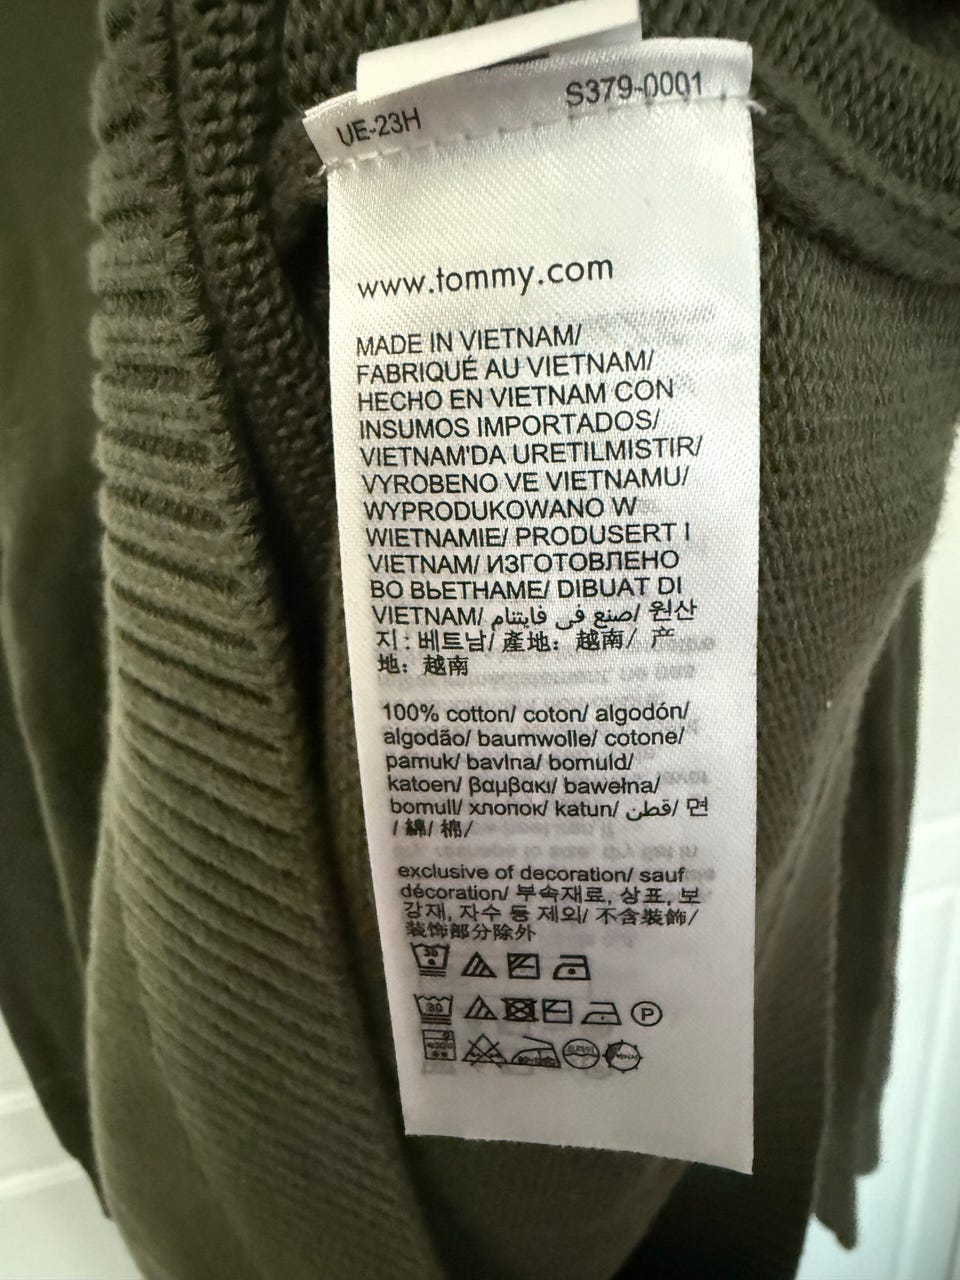 UE-23H S379-0001
www.tommy.com
MADE IN VIETNAM/
FABRIQUÉ AU VIETNAM/
HECHO EN VIETNAM CON
INSUMOS IMPORTADOS/
VIETNAM'DA URETILMISTIR/
VYROBENO VE VIETNAMU/
WYPRODUKOWANO W
WIETNAMIE/ PRODUSERT I
VIETNAM/ ИЗГОТОВЛЕНО
ВО ВЬЕТНАМЕ/ DIBUAT DI
VIETNAM/ صنع في فايتنام/ 원산
지: 베트남/ 產地: 越南/ 产
地: 越南
100% cotton/ coton/ algodón/
algodão/ baumwolle/ cotone/
pamuk/ bavlna/ bomuld/
katoen/ βαμβακι/ bawełna/
bomull/ хлопок/ katun/ قطن/ 면
/ 綿/ 棉/
exclusive of decoration/ sauf
décoration/ 부속재료, 상표, 보
강재, 자수 등 제외/ 不含裝飾/
装饰部分除外
30
30 P